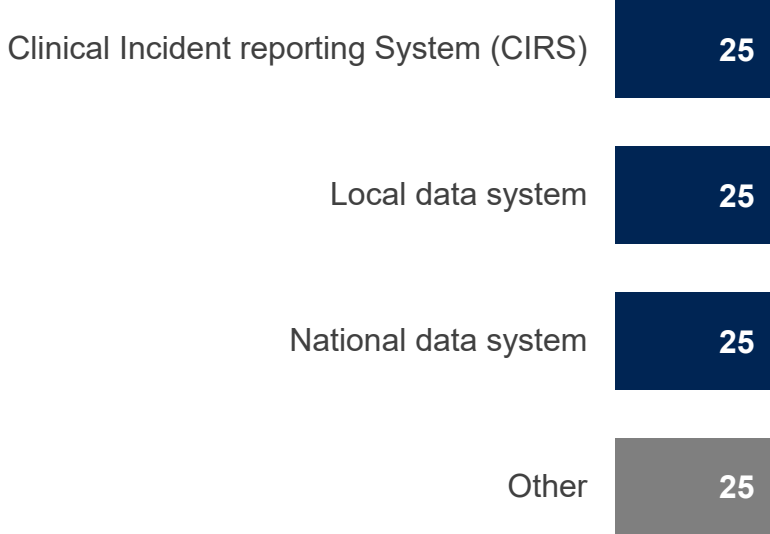 Clinical Incident reporting System (CIRS) 25
Local data system 25
National data system 25
Other 25